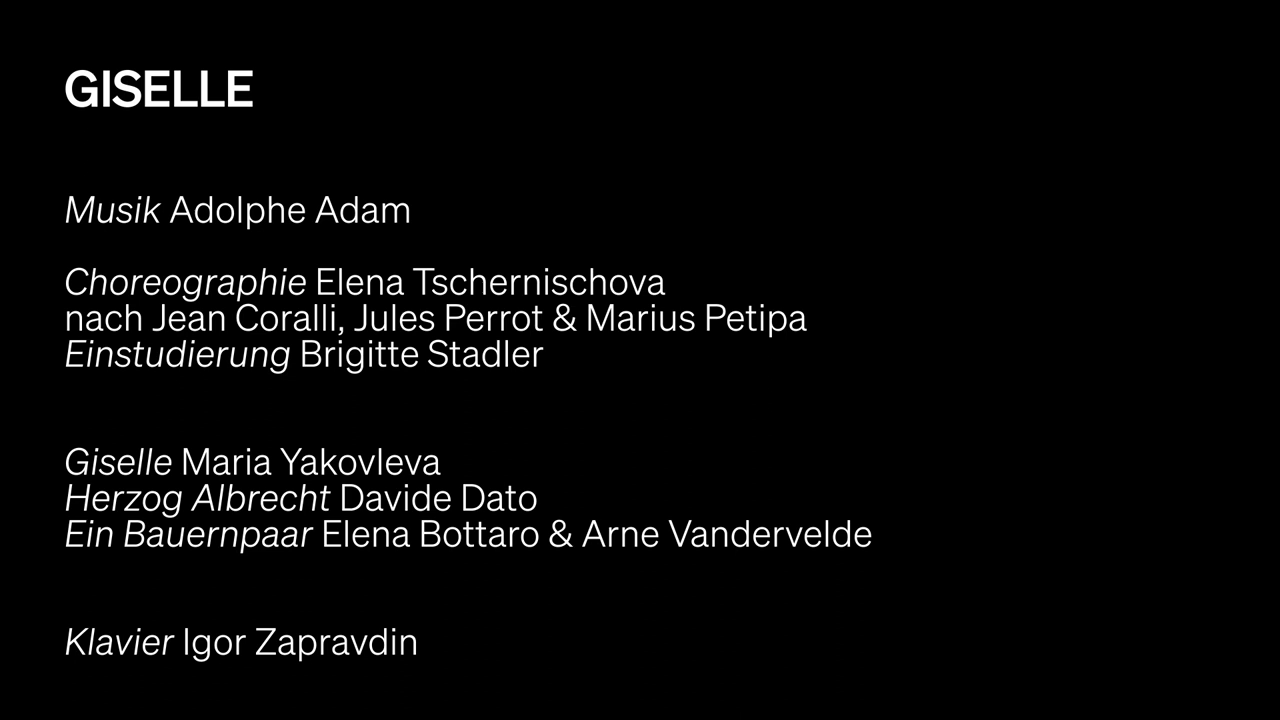 GISELLE
Musik Adolphe Adam
Choreographie Elena Tschernischova
nach Jean Coralli, Jules Perrot & Marius Petipa
Einstudierung Brigitte Stadler
Giselle Maria Yakovleva
Herzog Albrecht Davide Dato
Ein Bauernpaar Elena Bottaro & Arne Vandervelde
Klavier Igor Zapravdin